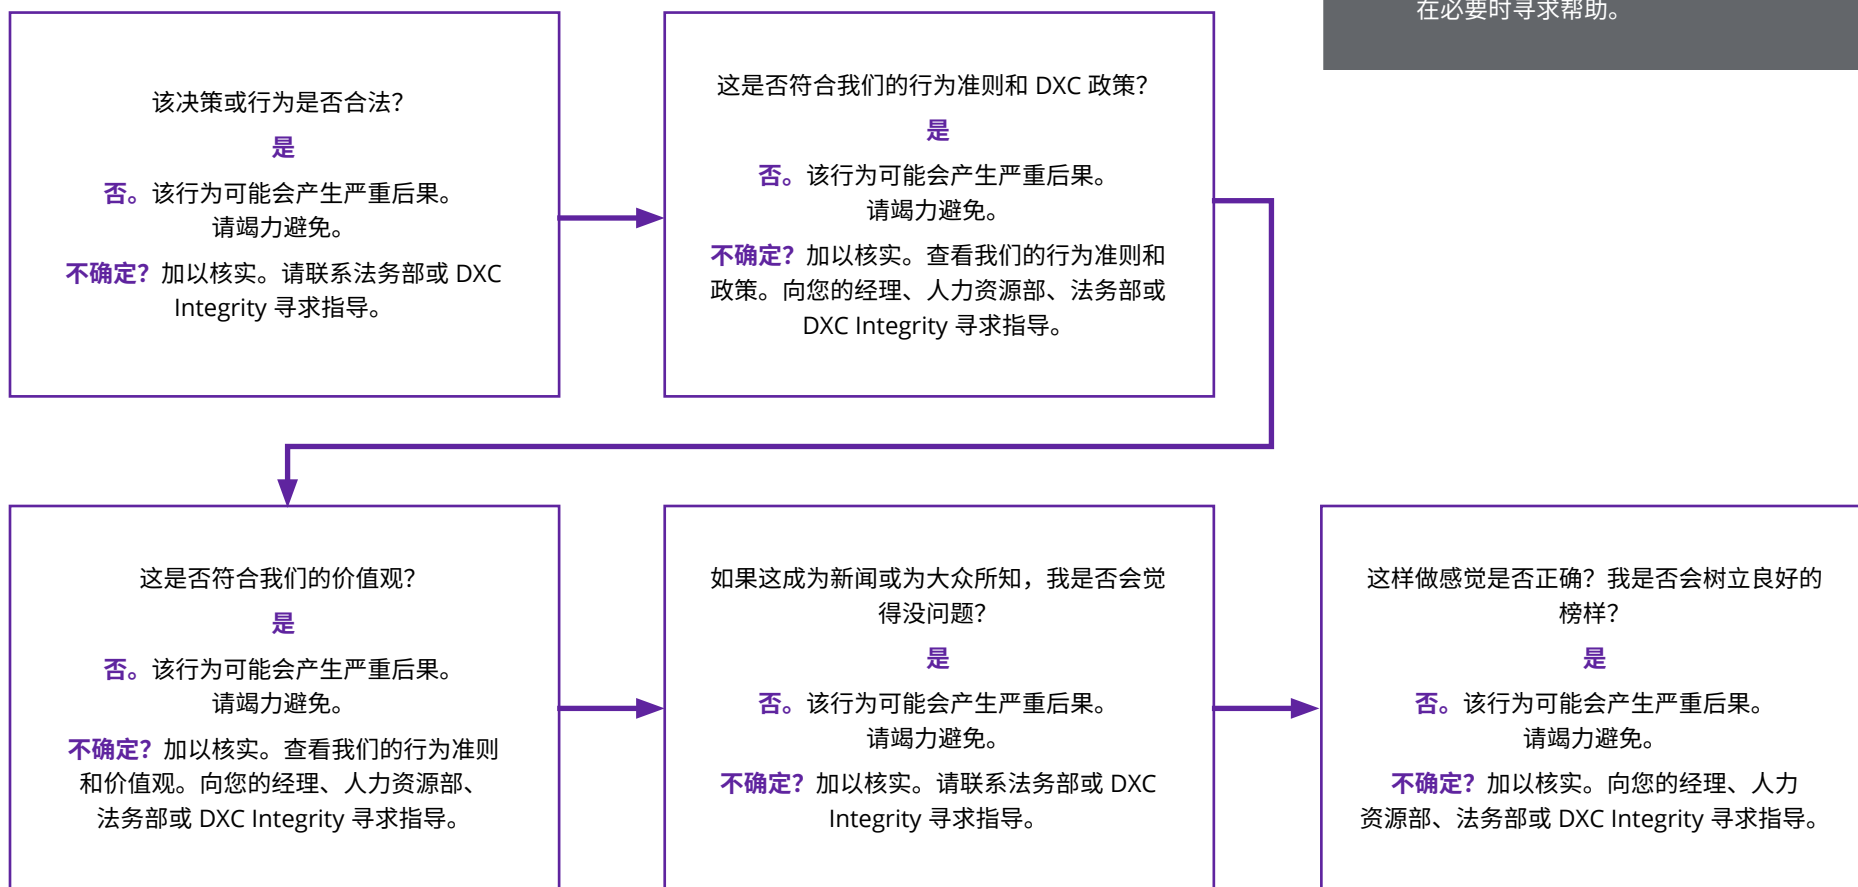 在必要时寻求帮助。
该决策或行为是否合法？
是
否。该行为可能会产生严重后果。
请竭力避免。
不确定？加以核实。请联系法务部或 DXC
Integrity 寻求指导。
这是否符合我们的行为准则和 DXC 政策？
是
否。该行为可能会产生严重后果。
请竭力避免。
不确定？加以核实。查看我们的行为准则和
政策。向您的经理、人力资源部、法务部或
DXC Integrity 寻求指导。
这是否符合我们的价值观？
是
否。该行为可能会产生严重后果。
请竭力避免。
不确定？加以核实。查看我们的行为准则
和价值观。向您的经理、人力资源部、
法务部或 DXC Integrity 寻求指导。
如果这成为新闻或为大众所知，我是否会觉
得没问题？
是
否。该行为可能会产生严重后果。
请竭力避免。
不确定？加以核实。请联系法务部或 DXC
Integrity 寻求指导。
这样做感觉是否正确？我是否会树立良好的
榜样？
是
否。该行为可能会产生严重后果。
请竭力避免。
不确定？加以核实。向您的经理、人力
资源部、法务部或 DXC Integrity 寻求指导。